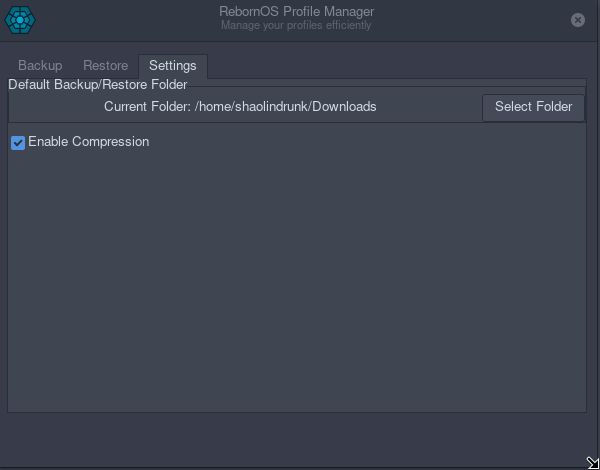 RebornOS Profile Manager
Manage your profiles efficiently
Backup Restore Settings
Default Backup/Restore Folder
Current Folder: /home/shaolindrunk/Downloads Select Folder
Enable Compression